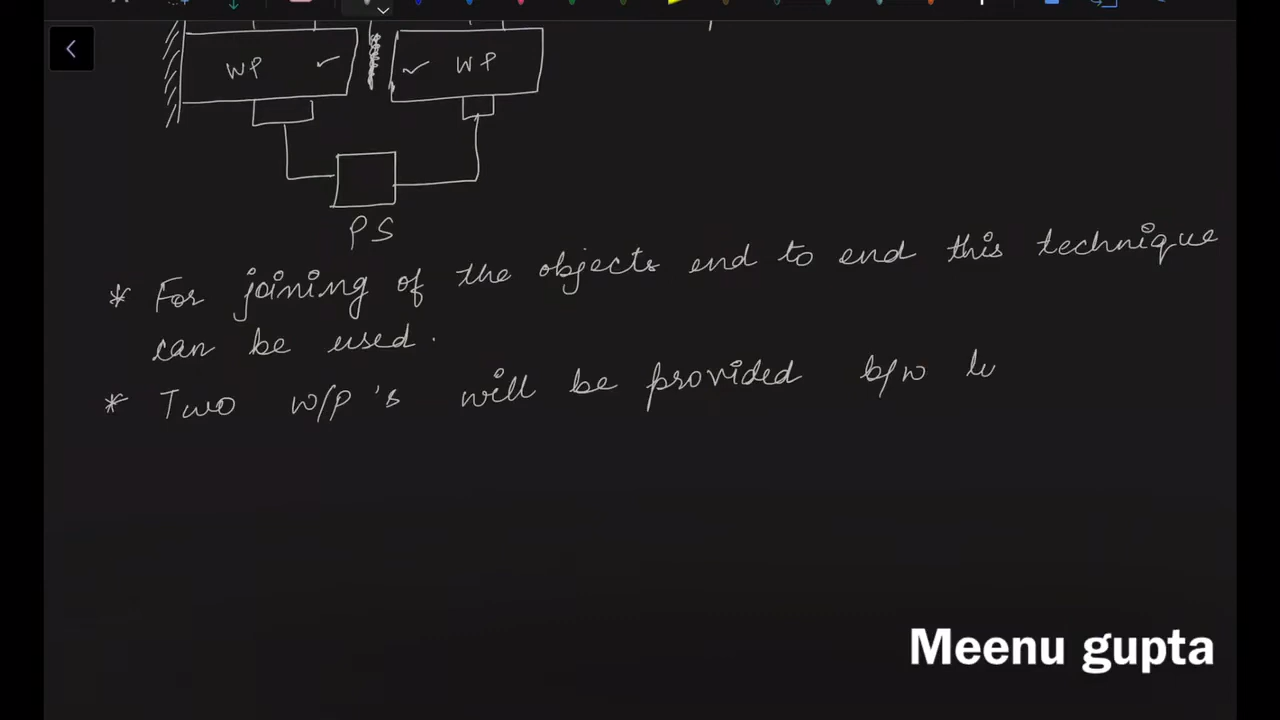 WP WP
PS
* For joining of the objects end to end this technique
can be used.
* Two w/p's will be provided b/w
Meenu gupta